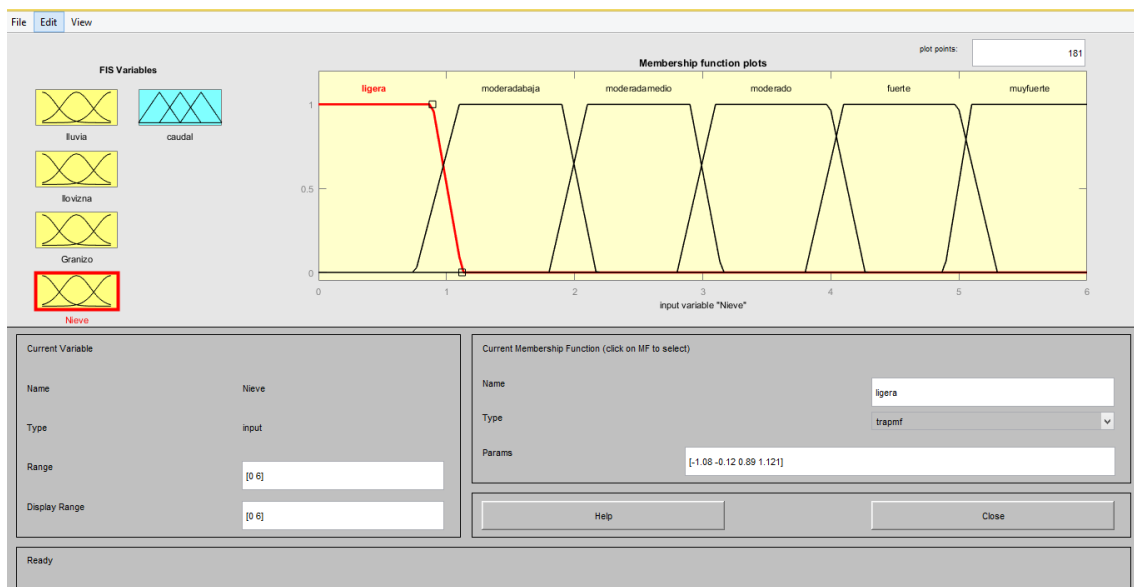 File Edit View
plot points: 181
FIS Variables
Membership function plots
lluvia caudal
llovizna
Granizo
Nieve
ligera moderadabaja moderadamedio moderado fuerte muyfuerte
1
0.5
0
0 1 2 3 4 5 6
input variable "Nieve"
Current Variable
Name Nieve
Type input
Range [0 6]
Display Range [0 6]
Current Membership Function (click on MF to select)
Name ligera
Type trapmf
Params [-1.08 -0.12 0.89 1.121]
Help Close
Ready